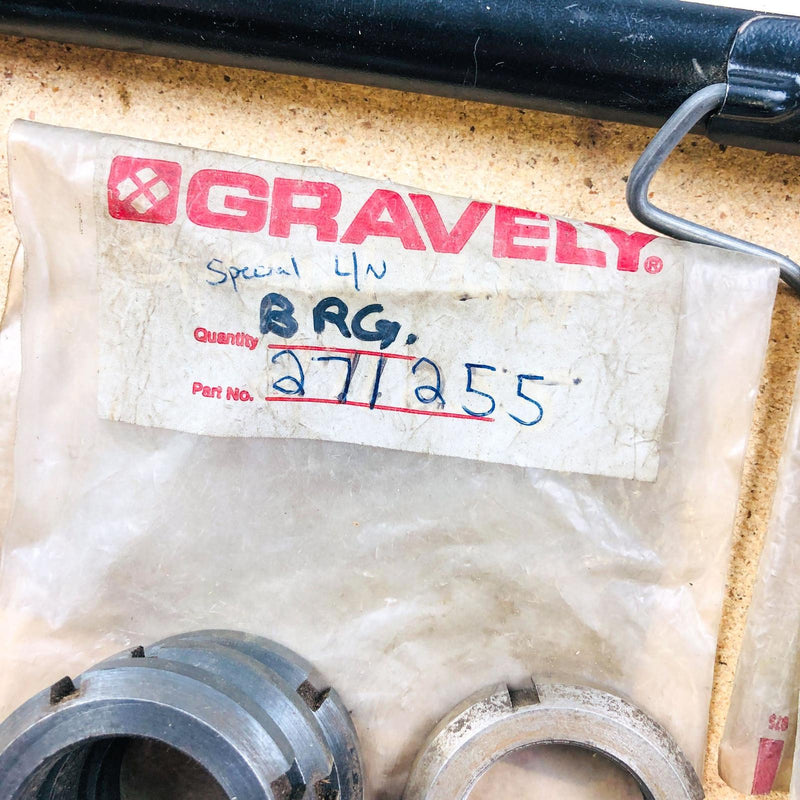 GRAVELY®
Special L/N
Quantity BRG.
Part No. 271255